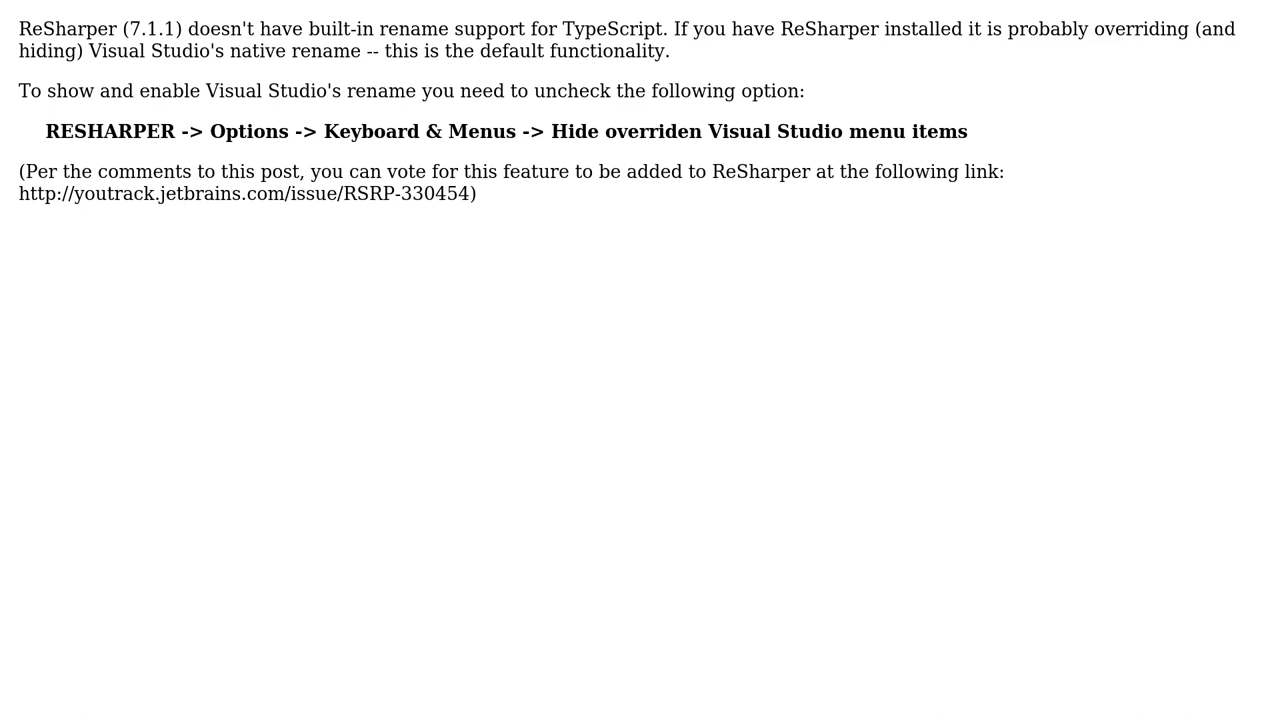 ReSharper (7.1.1) doesn't have built-in rename support for TypeScript. If you have ReSharper installed it is probably overriding (and
hiding) Visual Studio's native rename -- this is the default functionality.
To show and enable Visual Studio's rename you need to uncheck the following option:
RESHARPER -> Options -> Keyboard & Menus -> Hide overriden Visual Studio menu items
(Per the comments to this post, you can vote for this feature to be added to ReSharper at the following link:
http://youtrack.jetbrains.com/issue/RSRP-330454)